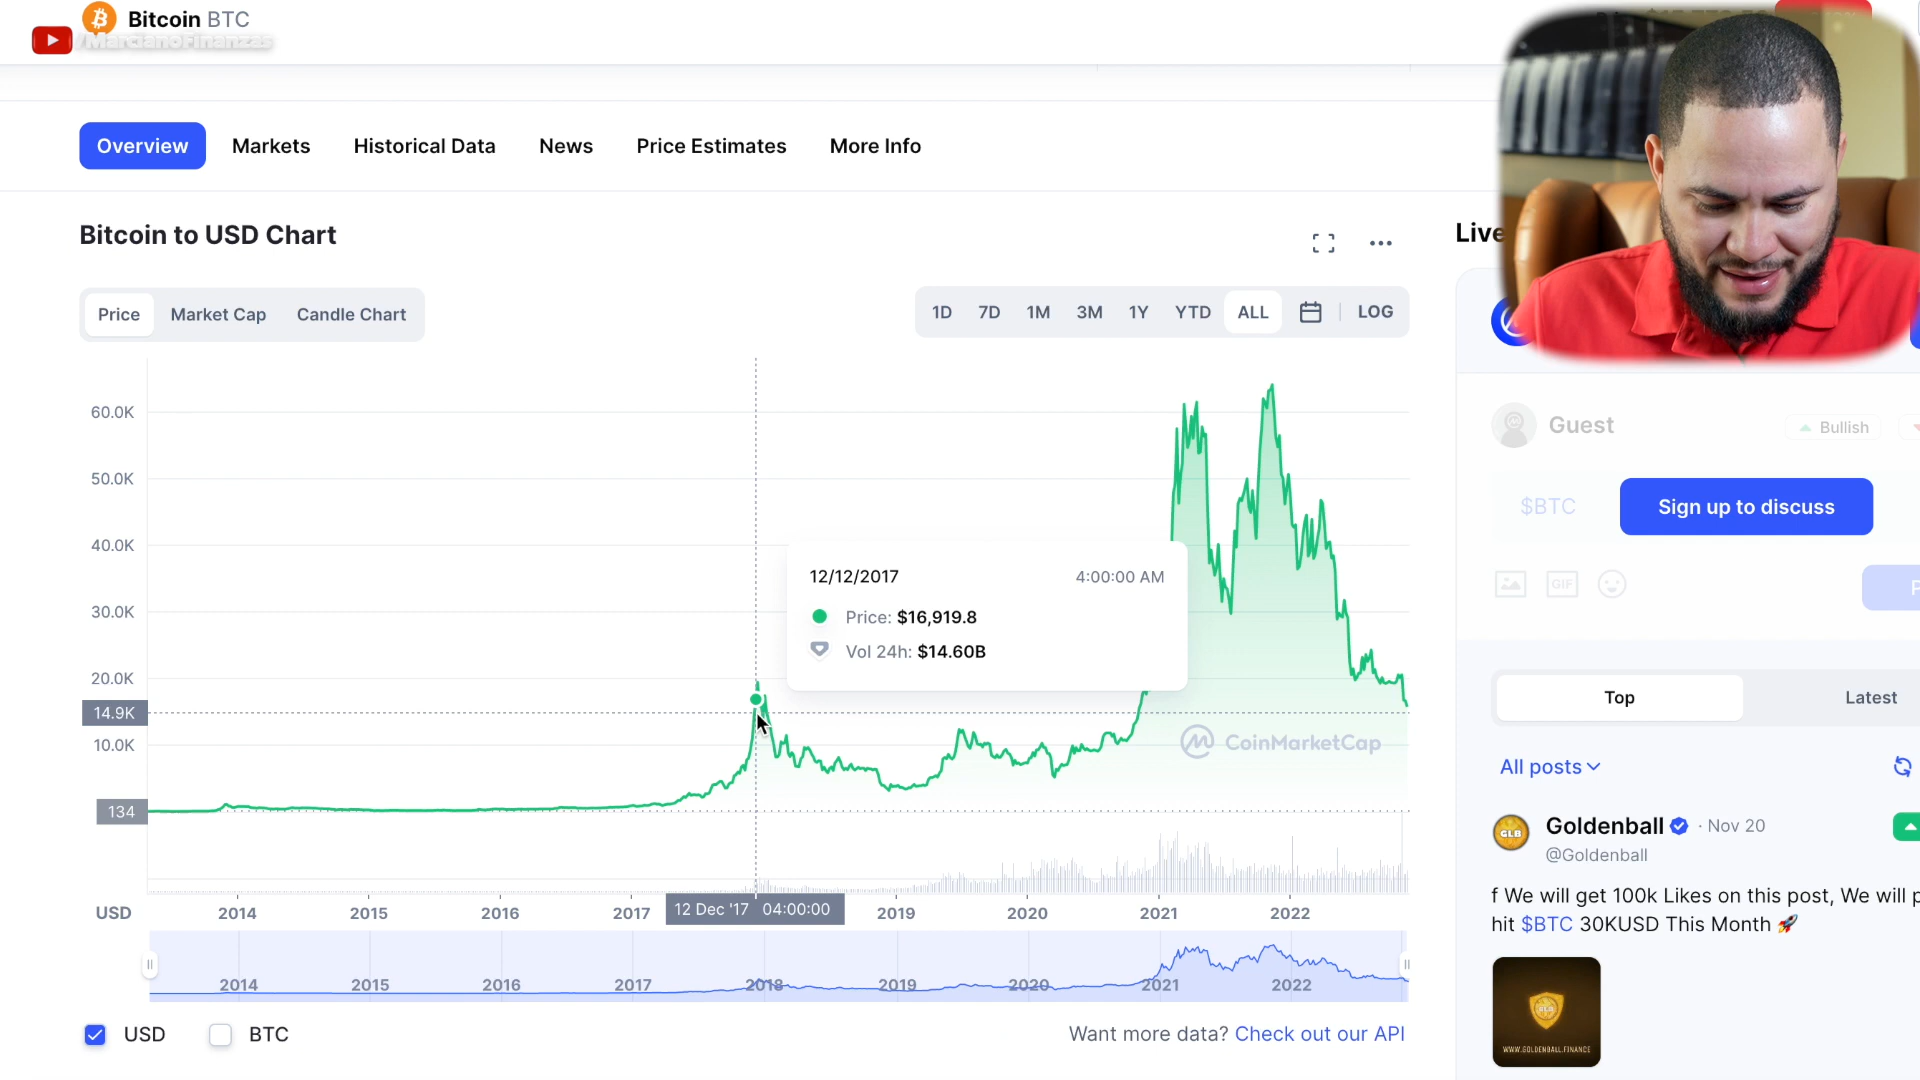 Bitcoin BTC
/MarcianoFinanzas
Overview Markets Historical Data News Price Estimates More Info
Bitcoin to USD Chart
Live
Price Market Cap Candle Chart
1D 7D 1M 3M 1Y YTD ALL LOG
60.0K
50.0K
40.0K
30.0K
20.0K
14.9K
10.0K
134
12/12/2017 4:00:00 AM
Price: $16,919.8
Vol 24h: $14.60B
CoinMarketCap
USD 2014 2015 2016 2017 12 Dec '17 04:00:00 2019 2020 2021 2022
2014 2015 2016 2017 2018 2019 2020 2021 2022
USD BTC
Want more data? Check out our API
Guest Bullish
$BTC Sign up to discuss
GIF
Top Latest
All posts
GLB
Goldenball · Nov 20
@Goldenball
f We will get 100k Likes on this post, We will p
hit $BTC 30KUSD This Month 🚀
WWW.GOLDENBALL.FINANCE